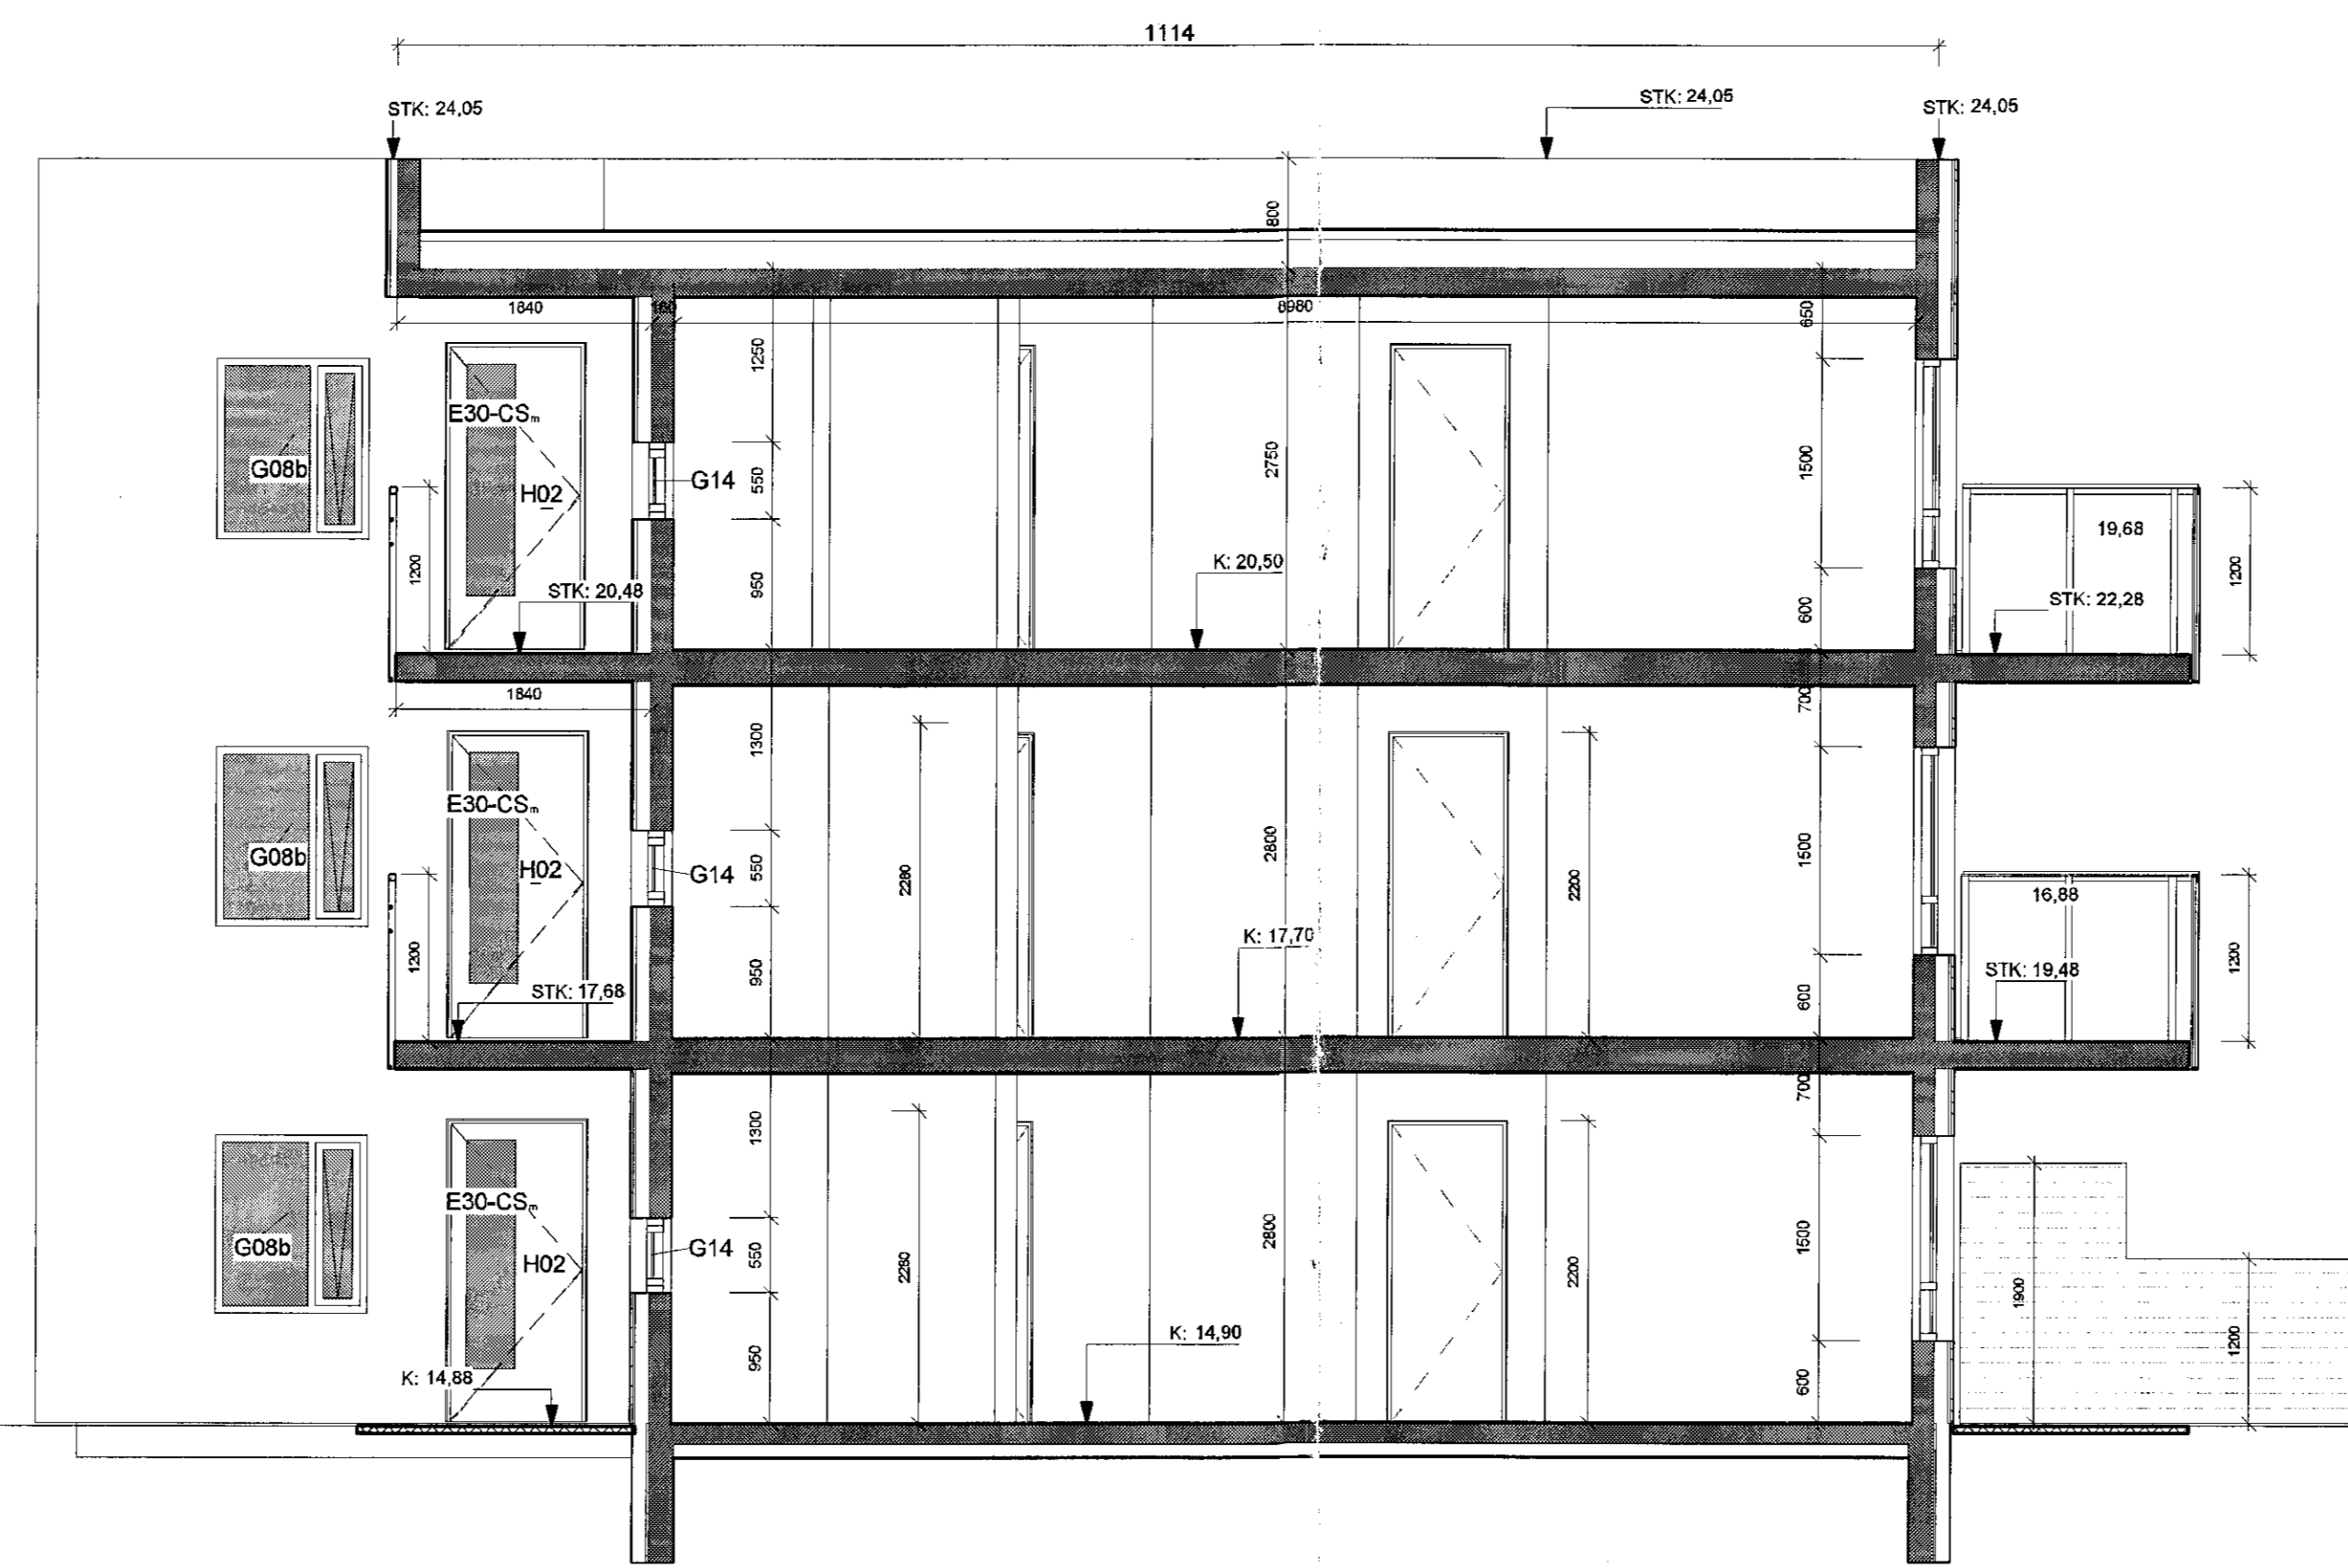 1114
STK: 24,05
STK: 24,05
STK: 24,05
800
1840
160
8980
650
1250
E30-CSm
G08b
H02
G14
550
2750
1500
19,68
1200
1200
K: 20,50
STK: 20,48
950
600
STK: 22,28
1840
700
1300
E30-CSm
G08b
H02
G14
550
2280
2800
2200
1500
16,88
1200
K: 17,70
950
STK: 17,68
600
STK: 19,48
1200
700
1300
E30-CSm
G08b
H02
G14
550
2280
2800
2200
1500
1900
1200
K: 14,90
950
K: 14,88
600